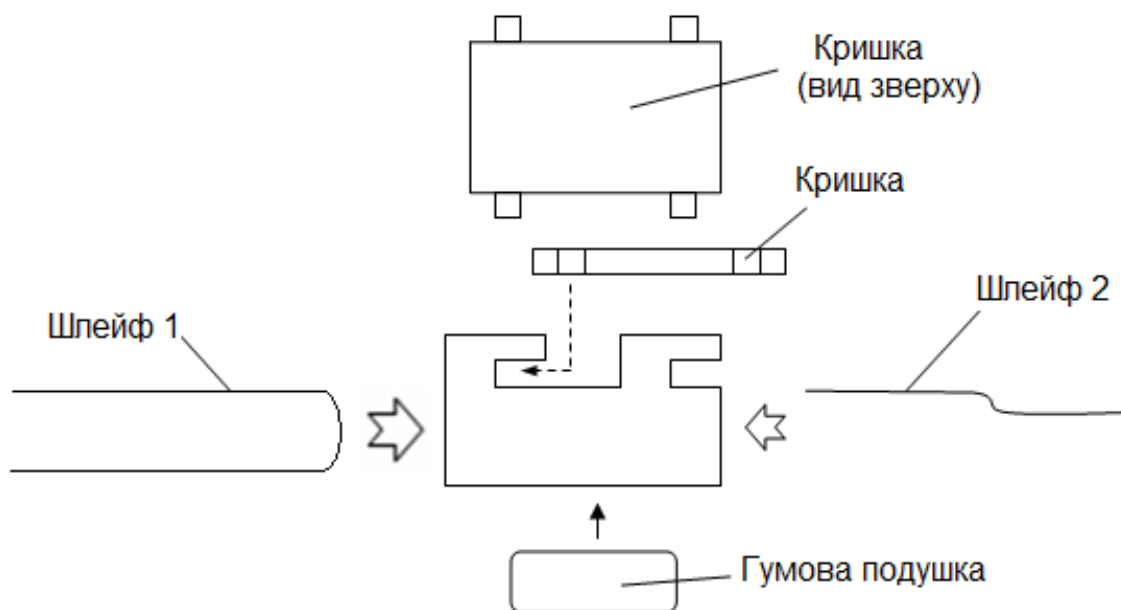 Кришка
(вид зверху)
Кришка
Шлейф 1
Шлейф 2
Гумова подушка